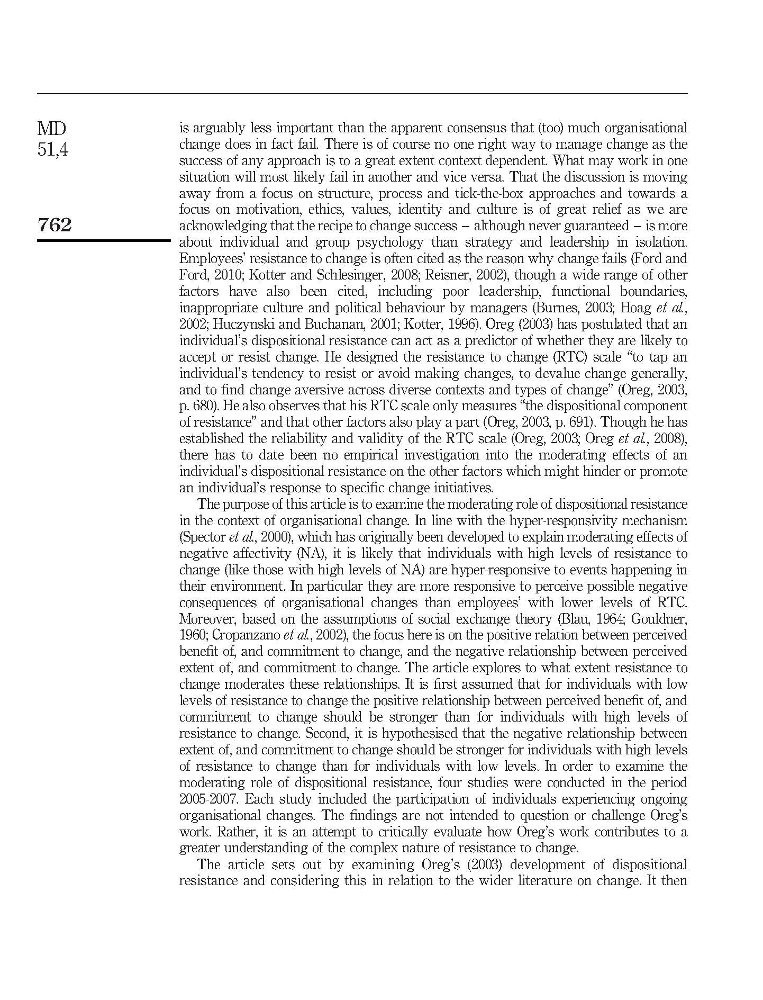 MD
51,4
762
is arguably less important than the apparent consensus that (too) much organisational
change does in fact fail. There is of course no one right way to manage change as the
success of any approach is to a great extent context dependent. What may work in one
situation will most likely fail in another and vice versa. That the discussion is moving
away from a focus on structure, process and tick-the-box approaches and towards a
focus on motivation, ethics, values, identity and culture is of great relief as we are
acknowledging that the recipe to change success – although never guaranteed – is more
about individual and group psychology than strategy and leadership in isolation.
Employees’ resistance to change is often cited as the reason why change fails (Ford and
Ford, 2010; Kotter and Schlesinger, 2008; Reisner, 2002), though a wide range of other
factors have also been cited, including poor leadership, functional boundaries,
inappropriate culture and political behaviour by managers (Burnes, 2003; Hoag et al.,
2002; Huczynski and Buchanan, 2001; Kotter, 1996). Oreg (2003) has postulated that an
individual’s dispositional resistance can act as a predictor of whether they are likely to
accept or resist change. He designed the resistance to change (RTC) scale “to tap an
individual’s tendency to resist or avoid making changes, to devalue change generally,
and to find change aversive across diverse contexts and types of change” (Oreg, 2003,
p. 680). He also observes that his RTC scale only measures “the dispositional component
of resistance” and that other factors also play a part (Oreg, 2003, p. 691). Though he has
established the reliability and validity of the RTC scale (Oreg, 2003; Oreg et al., 2008),
there has to date been no empirical investigation into the moderating effects of an
individual’s dispositional resistance on the other factors which might hinder or promote
an individual’s response to specific change initiatives.
The purpose of this article is to examine the moderating role of dispositional resistance
in the context of organisational change. In line with the hyper-responsivity mechanism
(Spector et al., 2000), which has originally been developed to explain moderating effects of
negative affectivity (NA), it is likely that individuals with high levels of resistance to
change (like those with high levels of NA) are hyper-responsive to events happening in
their environment. In particular they are more responsive to perceive possible negative
consequences of organisational changes than employees’ with lower levels of RTC.
Moreover, based on the assumptions of social exchange theory (Blau, 1964; Gouldner,
1960; Cropanzano et al., 2002), the focus here is on the positive relation between perceived
benefit of, and commitment to change, and the negative relationship between perceived
extent of, and commitment to change. The article explores to what extent resistance to
change moderates these relationships. It is first assumed that for individuals with low
levels of resistance to change the positive relationship between perceived benefit of, and
commitment to change should be stronger than for individuals with high levels of
resistance to change. Second, it is hypothesised that the negative relationship between
extent of, and commitment to change should be stronger for individuals with high levels
of resistance to change than for individuals with low levels. In order to examine the
moderating role of dispositional resistance, four studies were conducted in the period
2005-2007. Each study included the participation of individuals experiencing ongoing
organisational changes. The findings are not intended to question or challenge Oreg’s
work. Rather, it is an attempt to critically evaluate how Oreg’s work contributes to a
greater understanding of the complex nature of resistance to change.
The article sets out by examining Oreg’s (2003) development of dispositional
resistance and considering this in relation to the wider literature on change. It then